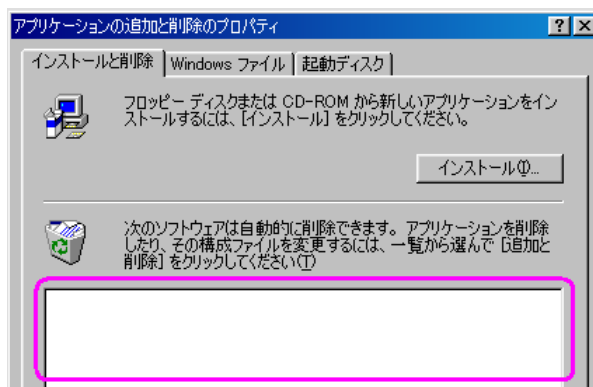 アプリケーションの追加と削除のプロパティ
インストールと削除 Windows ファイル 起動ディスク
フロッピー ディスクまたは CD-ROM から新しいアプリケーションをイン
ストールするには、[インストール] をクリックしてください。
インストール(I)...
次のソフトウェアは自動的に削除できます。アプリケーションを削除
したり、その構成ファイルを変更するには、一覧から選んで [追加と
削除] をクリックしてください(T)